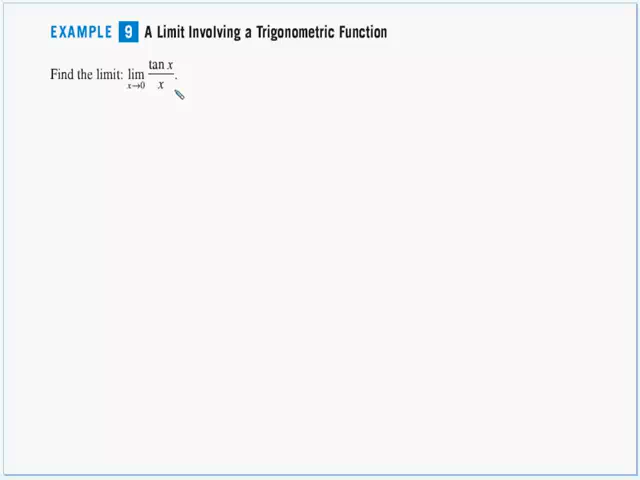 EXAMPLE 9 A Limit Involving a Trigonometric Function
Find the limit: lim x→0 tan x / x.